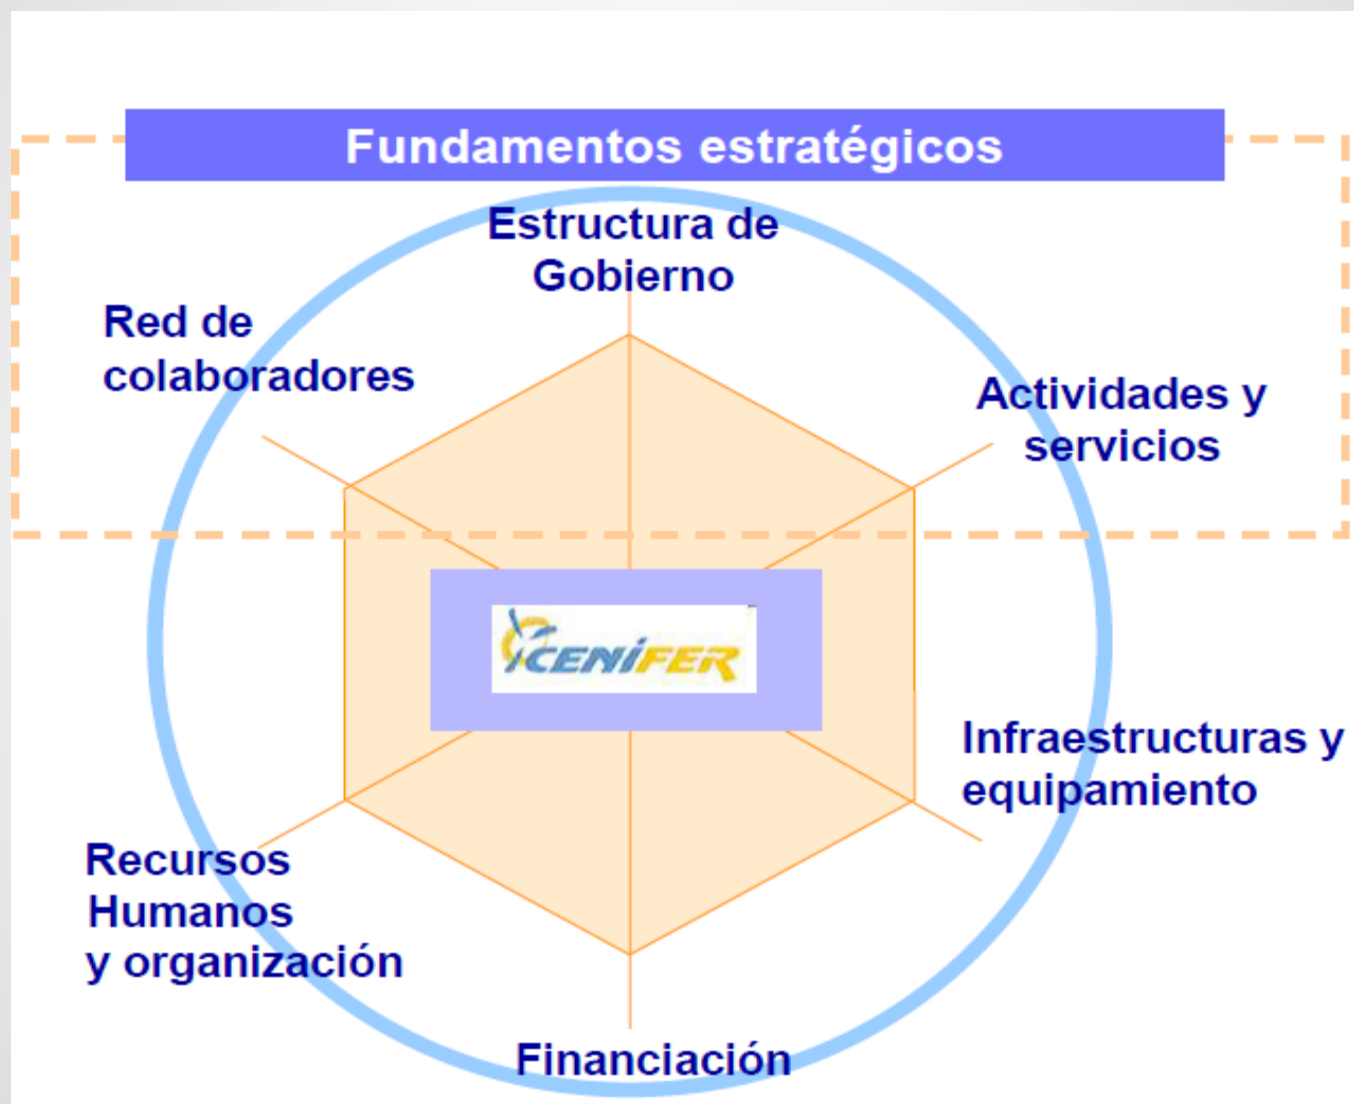 Fundamentos estratégicos
Estructura de
Gobierno
Red de
colaboradores
Actividades y
servicios
CENIFER
Infraestructuras y
equipamiento
Recursos
Humanos
y organización
Financiación